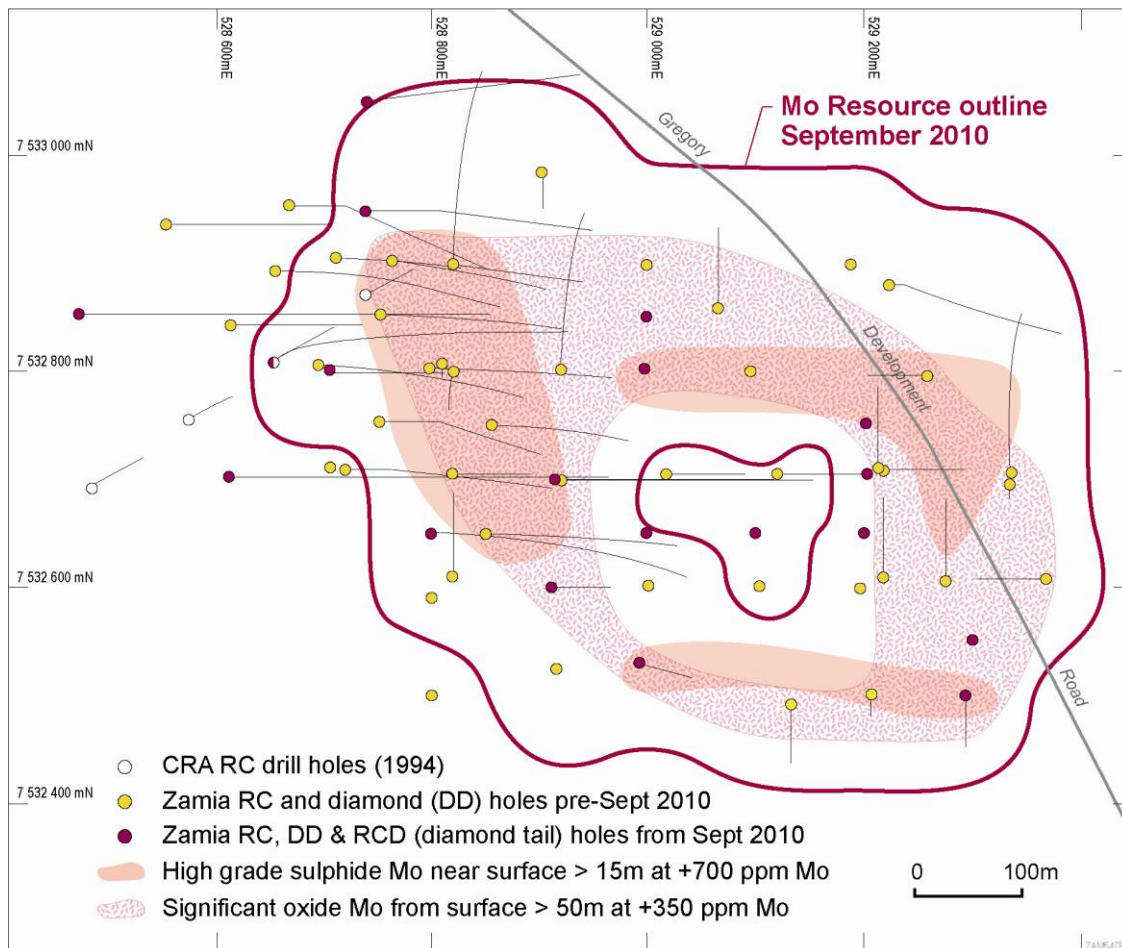 528 600mE
528 800mE
529 000mE
529 200mE
Mo Resource outline
September 2010
Gregory
7 533 000 mN
Development
7 532 800 mN
7 532 600 mN
Road
7 532 400 mN
CRA RC drill holes (1994)
Zamia RC and diamond (DD) holes pre-Sept 2010
Zamia RC, DD & RCD (diamond tail) holes from Sept 2010
High grade sulphide Mo near surface > 15m at +700 ppm Mo
Significant oxide Mo from surface > 50m at +350 ppm Mo
0 100m